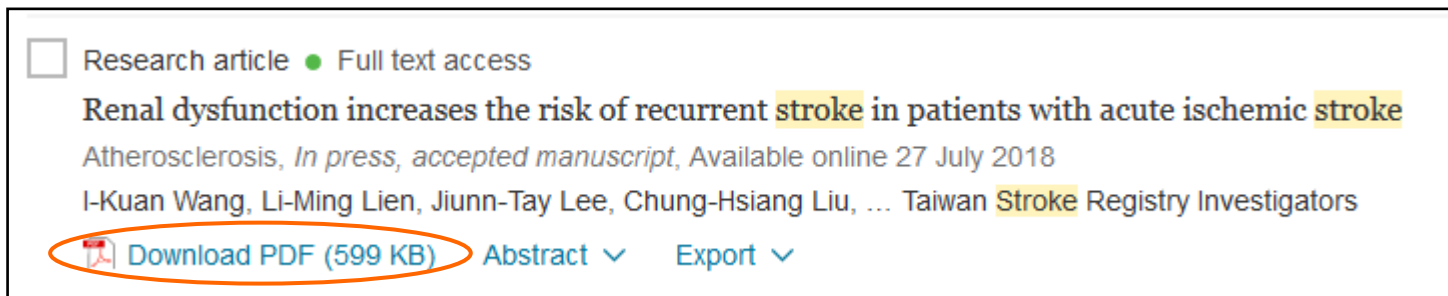 Research article ● Full text access
Renal dysfunction increases the risk of recurrent stroke in patients with acute ischemic stroke
Atherosclerosis, In press, accepted manuscript, Available online 27 July 2018
I-Kuan Wang, Li-Ming Lien, Jiunn-Tay Lee, Chung-Hsiang Liu, … Taiwan Stroke Registry Investigators
Download PDF (599 KB) Abstract Export